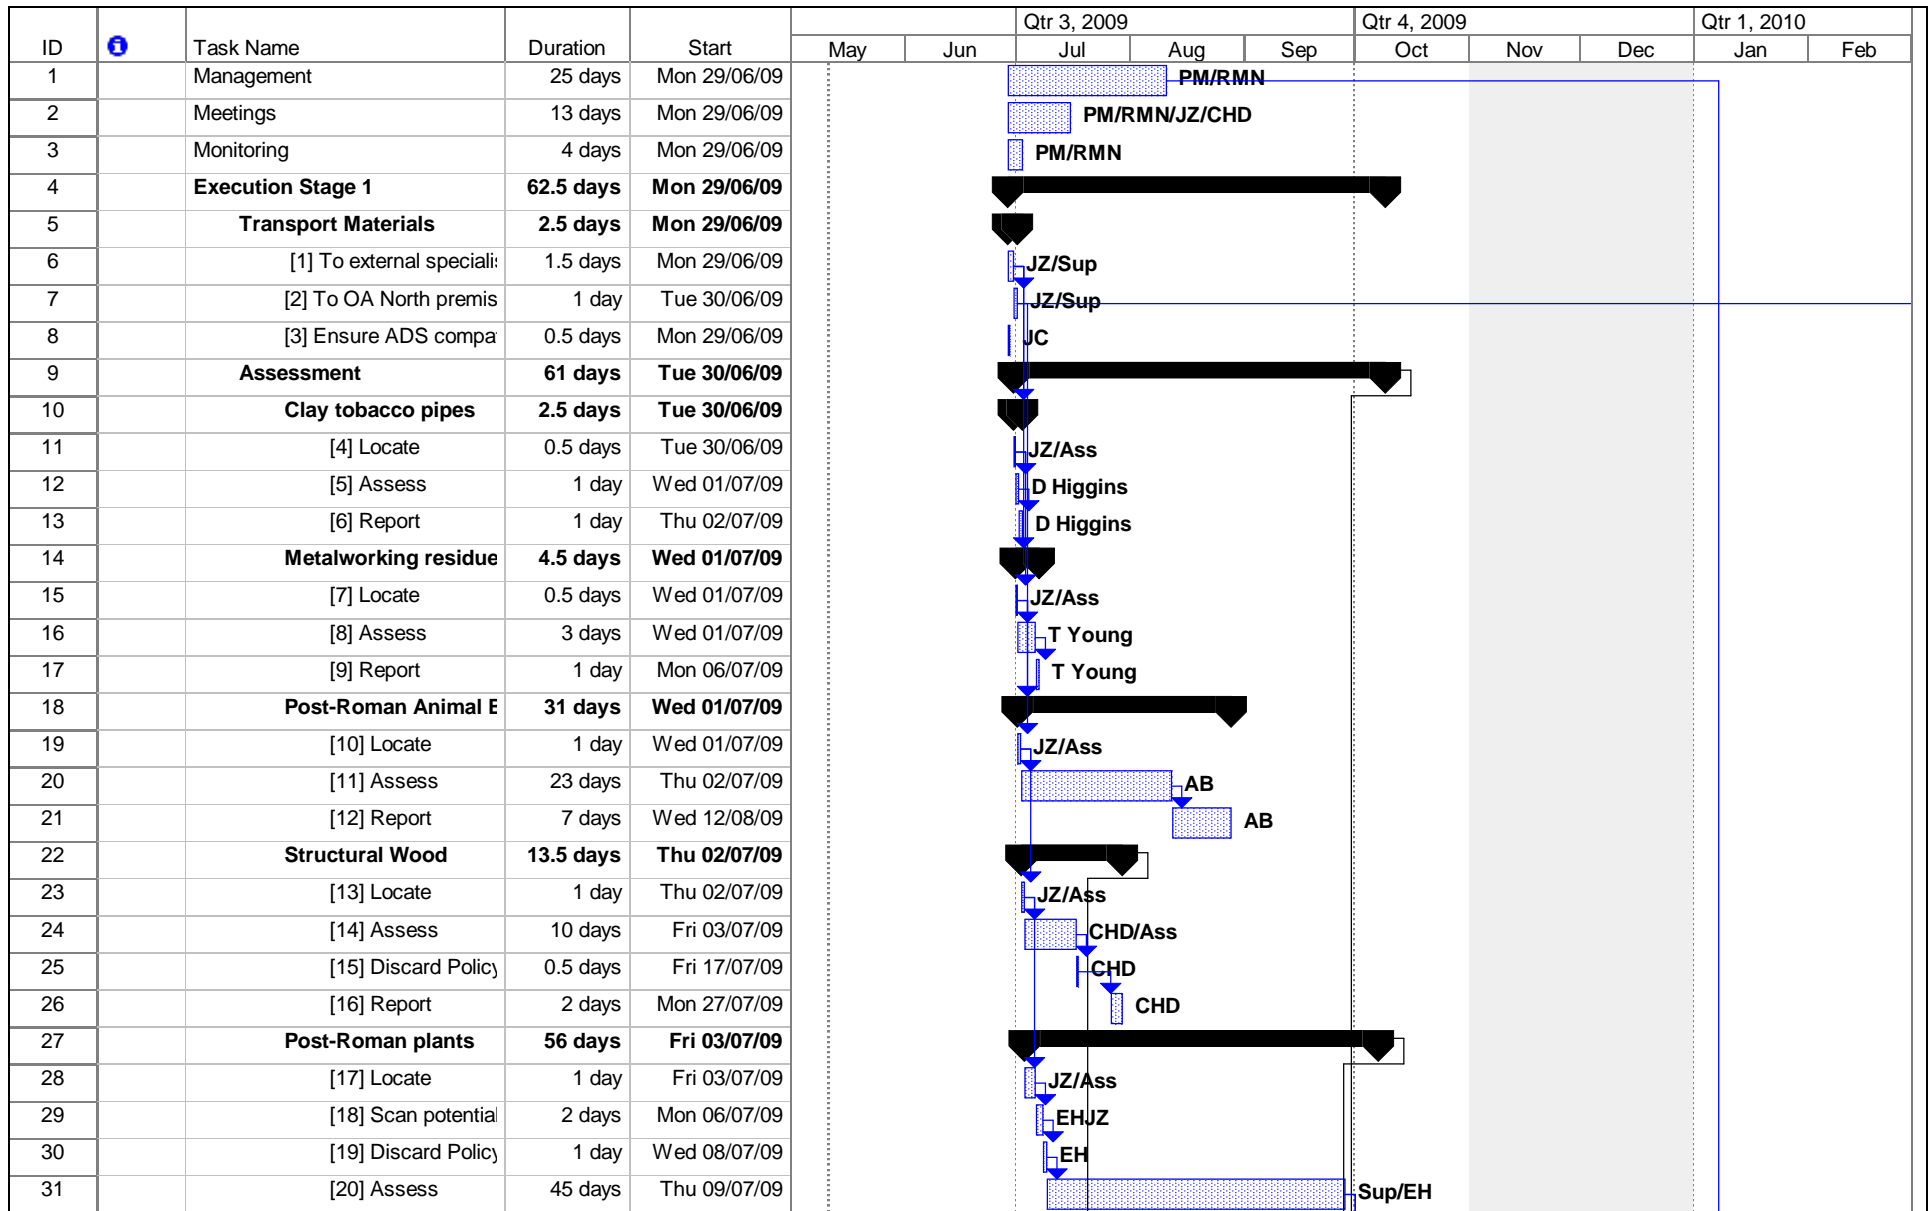 Qtr 3, 2009 Qtr 4, 2009 Qtr 1, 2010
ID Task Name Duration Start May Jun Jul Aug Sep Oct Nov Dec Jan Feb
1 Management 25 days Mon 29/06/09 PM/RMN
2 Meetings 13 days Mon 29/06/09 PM/RMN/JZ/CHD
3 Monitoring 4 days Mon 29/06/09 PM/RMN
4 Execution Stage 1 62.5 days Mon 29/06/09
5 Transport Materials 2.5 days Mon 29/06/09
6 [1] To external specialis 1.5 days Mon 29/06/09 JZ/Sup
7 [2] To OA North premis 1 day Tue 30/06/09 JZ/Sup
8 [3] Ensure ADS compa 0.5 days Mon 29/06/09 JC
9 Assessment 61 days Tue 30/06/09
10 Clay tobacco pipes 2.5 days Tue 30/06/09
11 [4] Locate 0.5 days Tue 30/06/09 JZ/Ass
12 [5] Assess 1 day Wed 01/07/09 D Higgins
13 [6] Report 1 day Thu 02/07/09 D Higgins
14 Metalworking residue 4.5 days Wed 01/07/09
15 [7] Locate 0.5 days Wed 01/07/09 JZ/Ass
16 [8] Assess 3 days Wed 01/07/09 T Young
17 [9] Report 1 day Mon 06/07/09 T Young
18 Post-Roman Animal B 31 days Wed 01/07/09
19 [10] Locate 1 day Wed 01/07/09 JZ/Ass
20 [11] Assess 23 days Thu 02/07/09 AB
21 [12] Report 7 days Wed 12/08/09 AB
22 Structural Wood 13.5 days Thu 02/07/09
23 [13] Locate 1 day Thu 02/07/09 JZ/Ass
24 [14] Assess 10 days Fri 03/07/09 CHD/Ass
25 [15] Discard Policy 0.5 days Fri 17/07/09 CHD
26 [16] Report 2 days Mon 27/07/09 CHD
27 Post-Roman plants 56 days Fri 03/07/09
28 [17] Locate 1 day Fri 03/07/09 JZ/Ass
29 [18] Scan potential 2 days Mon 06/07/09 EHJZ
30 [19] Discard Policy 1 day Wed 08/07/09 EH
31 [20] Assess 45 days Thu 09/07/09 Sup/EH